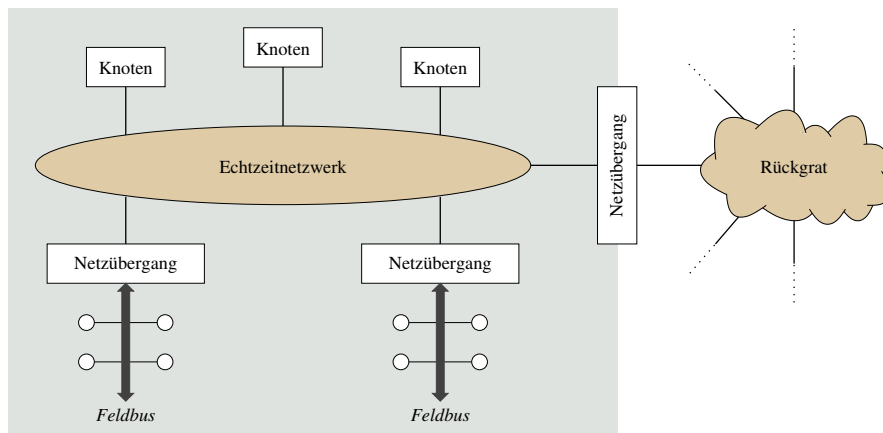 Knoten
Knoten
Knoten
Echtzeitnetzwerk
Netzübergang
Rückgrat
Netzübergang
Netzübergang
Feldbus
Feldbus